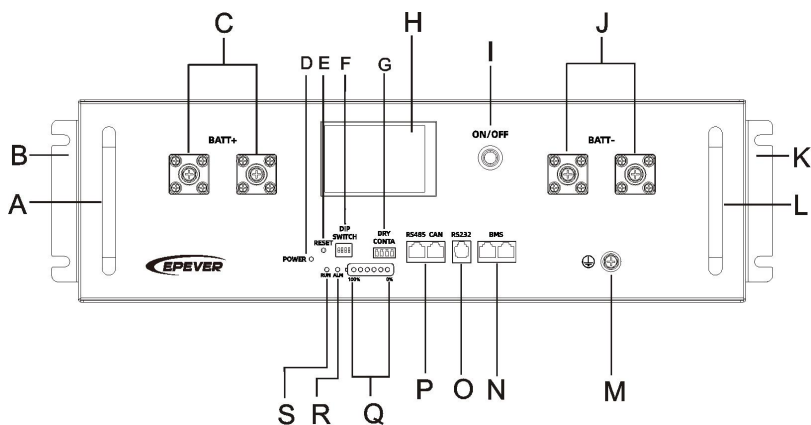 C
D E F G
H
I
J
B
A
K
L
BATT+
ON/OFF
BATT-
DIP
SWITCH
DRY
CONTA
RESET
RS485 CAN
RS232
BMS
POWER
EPEVER
RUN
ALM
100%
0%
S R Q P O N M